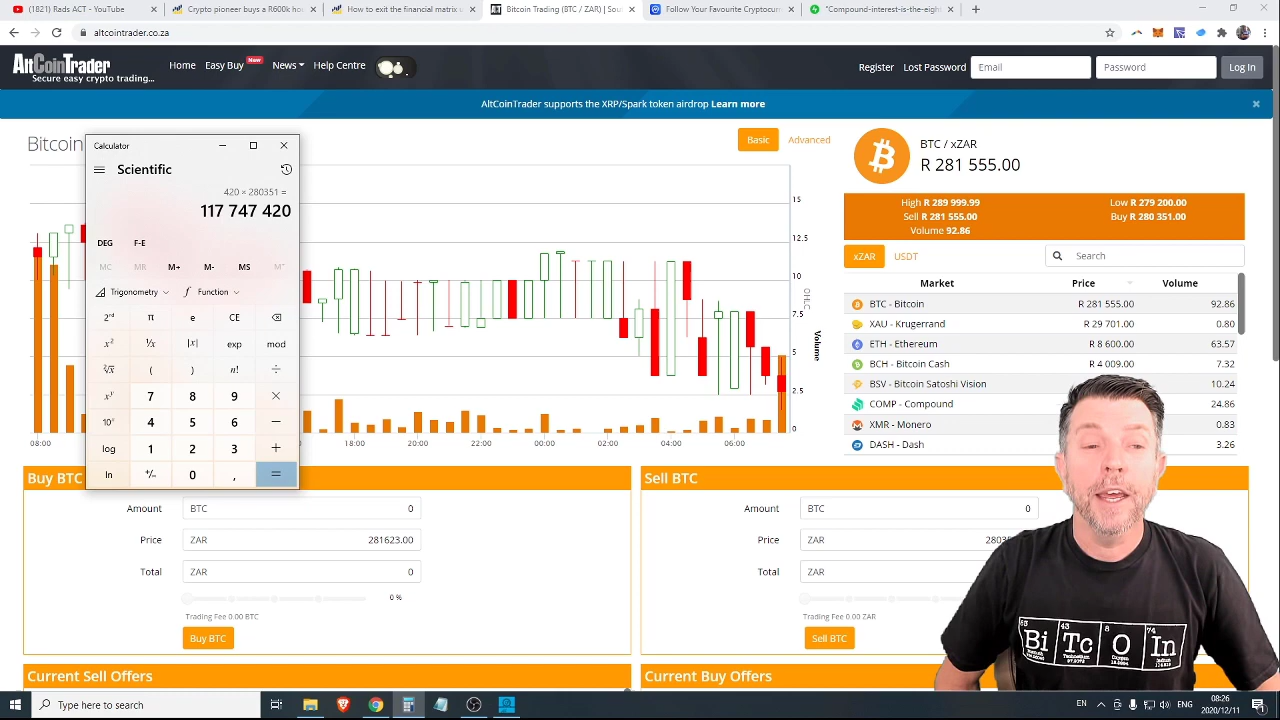 (1821) Rads ACT - YouTube
Crypto pioneer buys a R600k hou
How to exit the financial matrix o
Bitcoin Trading (BTC / ZAR) | Sou
Follow Your Favourite Cryptocurre
"Compound-interest-is-the-eigh
altcointrader.co.za
AltCoinTrader
Secure easy crypto trading...
Home
Easy Buy
New
News
Help Centre
Register
Lost Password
Email
Password
Log In
AltCoinTrader supports the XRP/Spark token airdrop Learn more
Bitcoin
Basic
Advanced
BTC / xZAR
R 281 555.00
High R 289 999.99
Low R 279 200.00
Sell R 281 555.00
Buy R 280 351.00
Volume 92.86
xZAR
USDT
Search
Market Price Volume
BTC - Bitcoin R 281 555.00 92.86
XAU - Krugerrand R 29 701.00 0.80
ETH - Ethereum R 8 600.00 63.57
BCH - Bitcoin Cash R 4 009.00 7.32
BSV - Bitcoin Satoshi Vision 10.24
COMP - Compound 24.86
XMR - Monero 0.83
DASH - Dash 3.26
Calculator
Scientific
420 × 280351 =
117 747 420
DEG F-E
MC MR M+ M- MS M˅
Trigonometry
Function
2ⁿᵈ π e CE
x² ¹/x |x| exp mod
²√x ( ) n! ÷
xʸ 7 8 9 ×
10ˣ 4 5 6 −
log 1 2 3 +
ln +/− 0 , =
15
12.5
10
7.5
5
2.5
0
OHLC
Volume
08:00
18:00 20:00 22:00 00:00 02:00 04:00 06:00
Buy BTC
Amount BTC 0
Price ZAR 281623.00
Total ZAR 0
0 %
Trading Fee 0.00 BTC
Buy BTC
Sell BTC
Amount BTC 0
Price ZAR
Total ZAR
Trading Fee 0.00 ZAR
Sell BTC
Current Sell Offers
Current Buy Offers
BiTCOIn
Type here to search
ENG
08:26
2020/12/11